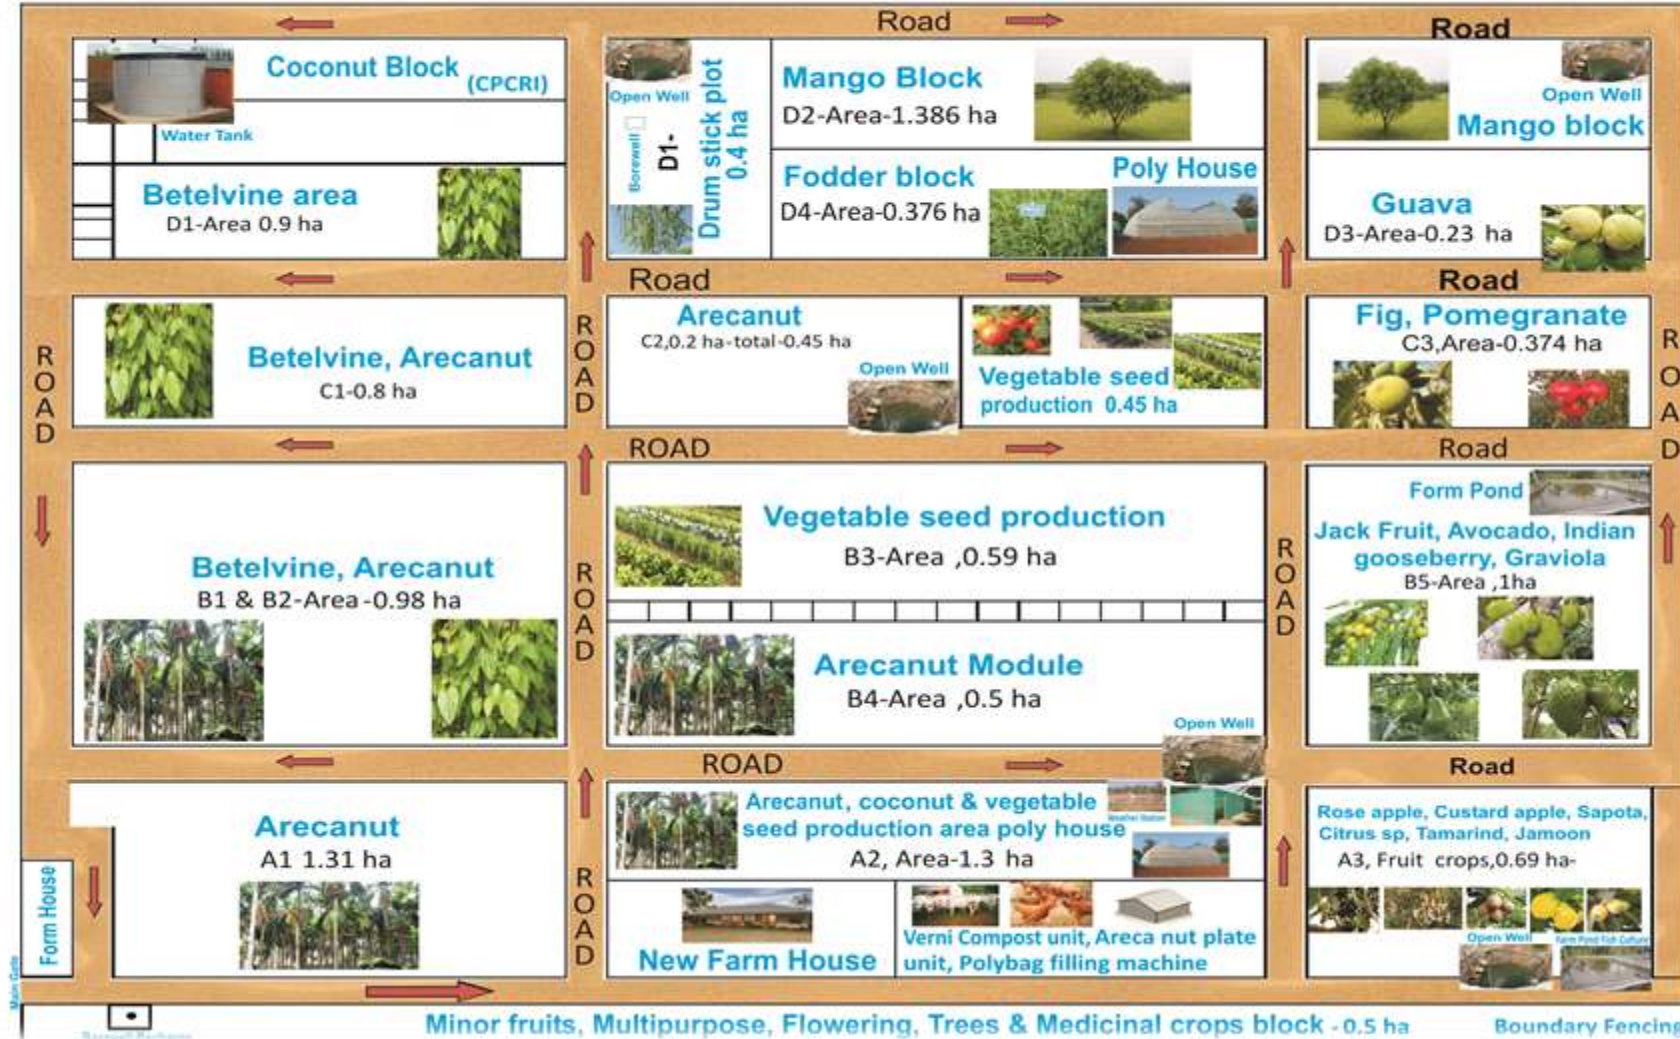 Road
Road
Coconut Block (CPCRI)
Water Tank
Betelvine area
D1-Area 0.9 ha
Open Well
Borewell
D1-
Drum stick plot
0.4 ha
Mango Block
D2-Area-1.386 ha
Fodder block
D4-Area-0.376 ha
Poly House
Open Well
Mango block
Guava
D3-Area-0.23 ha
Road
Road
ROAD
Betelvine, Arecanut
C1-0.8 ha
ROAD
Arecanut
C2,0.2 ha-total-0.45 ha
Open Well
Vegetable seed
production 0.45 ha
Fig, Pomegranate
C3,Area-0.374 ha
ROAD
ROAD
Road
Betelvine, Arecanut
B1 & B2-Area-0.98 ha
ROAD
Vegetable seed production
B3-Area ,0.59 ha
Arecanut Module
B4-Area ,0.5 ha
Open Well
ROAD
Form Pond
Jack Fruit, Avocado, Indian
gooseberry, Graviola
B5-Area ,1ha
ROAD
Road
Arecanut
A1 1.31 ha
Form House
Main Gate
ROAD
Arecanut, coconut & vegetable
seed production area poly house
A2, Area-1.3 ha
Weather Station
New Farm House
Verni Compost unit, Areca nut plate
unit, Polybag filling machine
Rose apple, Custard apple, Sapota,
Citrus sp, Tamarind, Jamoon
A3, Fruit crops,0.69 ha-
Open Well
Farm Pond Fish Culture
Minor fruits, Multipurpose, Flowering, Trees & Medicinal crops block - 0.5 ha
Boundary Fencing